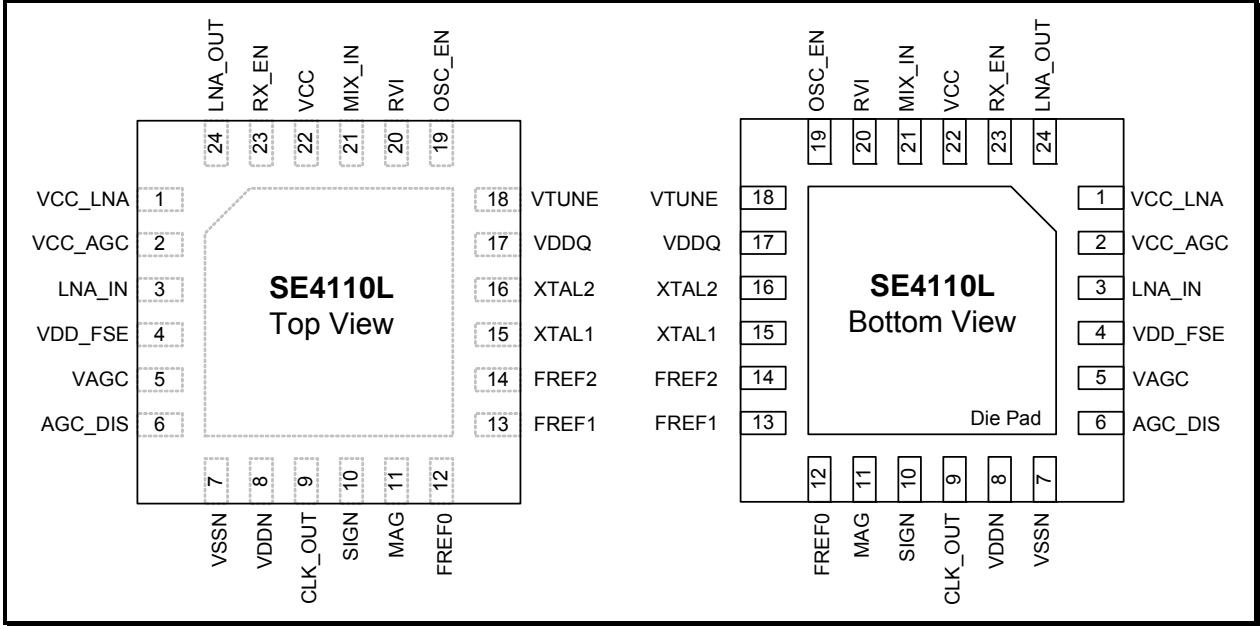 LNA_OUT
RX_EN
VCC
MIX_IN
RVI
OSC_EN
24
23
22
21
20
19
VCC_LNA 1
VCC_AGC 2
LNA_IN 3
VDD_FSE 4
VAGC 5
AGC_DIS 6
SE4110L
Top View
18 VTUNE
17 VDDQ
16 XTAL2
15 XTAL1
14 FREF2
13 FREF1
7
8
9
10
11
12
VSSN
VDDN
CLK_OUT
SIGN
MAG
FREF0
OSC_EN
RVI
MIX_IN
VCC
RX_EN
LNA_OUT
19
20
21
22
23
24
VTUNE 18
VDDQ 17
XTAL2 16
XTAL1 15
FREF2 14
FREF1 13
SE4110L
Bottom View
Die Pad
1 VCC_LNA
2 VCC_AGC
3 LNA_IN
4 VDD_FSE
5 VAGC
6 AGC_DIS
12
11
10
9
8
7
FREF0
MAG
SIGN
CLK_OUT
VDDN
VSSN